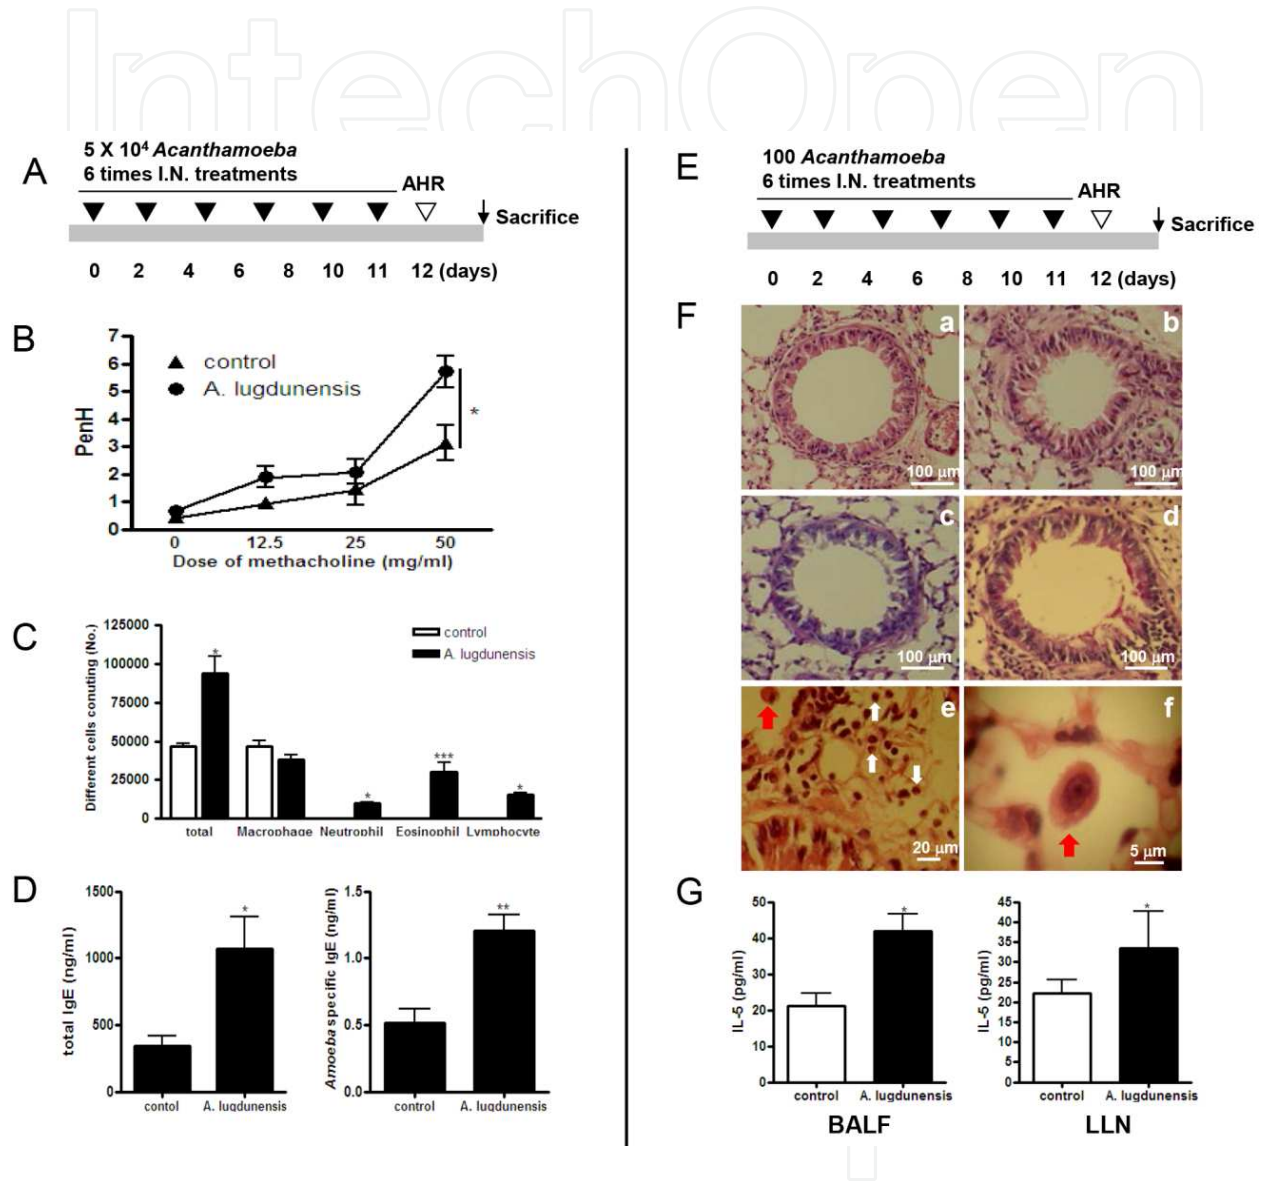 IntechOpen
A
5 X 10⁴ Acanthamoeba
6 times I.N. treatments
AHR
Sacrifice
0 2 4 6 8 10 11 12 (days)
B
PenH
7
6
5
4
3
2
1
0
control
A. lugdunensis
*
0 12.5 25 50
Dose of methacholine (mg/ml)
C
Different cells conuting (No.)
125000
100000
75000
50000
25000
0
control
A. lugdunensis
* * *** *
total Macrophage Neutrophil Eosinophil Lymphocyte
D
total IgE (ng/ml)
1500
1000
500
0
*
contol A. lugdunensis
Amoeba specific IgE (ng/ml)
1.5
1.0
0.5
0.0
**
control A. lugdunensis
E
100 Acanthamoeba
6 times I.N. treatments
AHR
Sacrifice
0 2 4 6 8 10 11 12 (days)
F
a
100 μm
b
100 μm
c
100 μm
d
100 μm
e
20 μm
f
5 μm
G
IL-5 (pg/ml)
50
40
30
20
10
0
*
control A. lugdunensis
BALF
IL-5 (pg/ml)
45
40
35
30
25
20
15
10
5
0
*
control A. lugdunensis
LLN